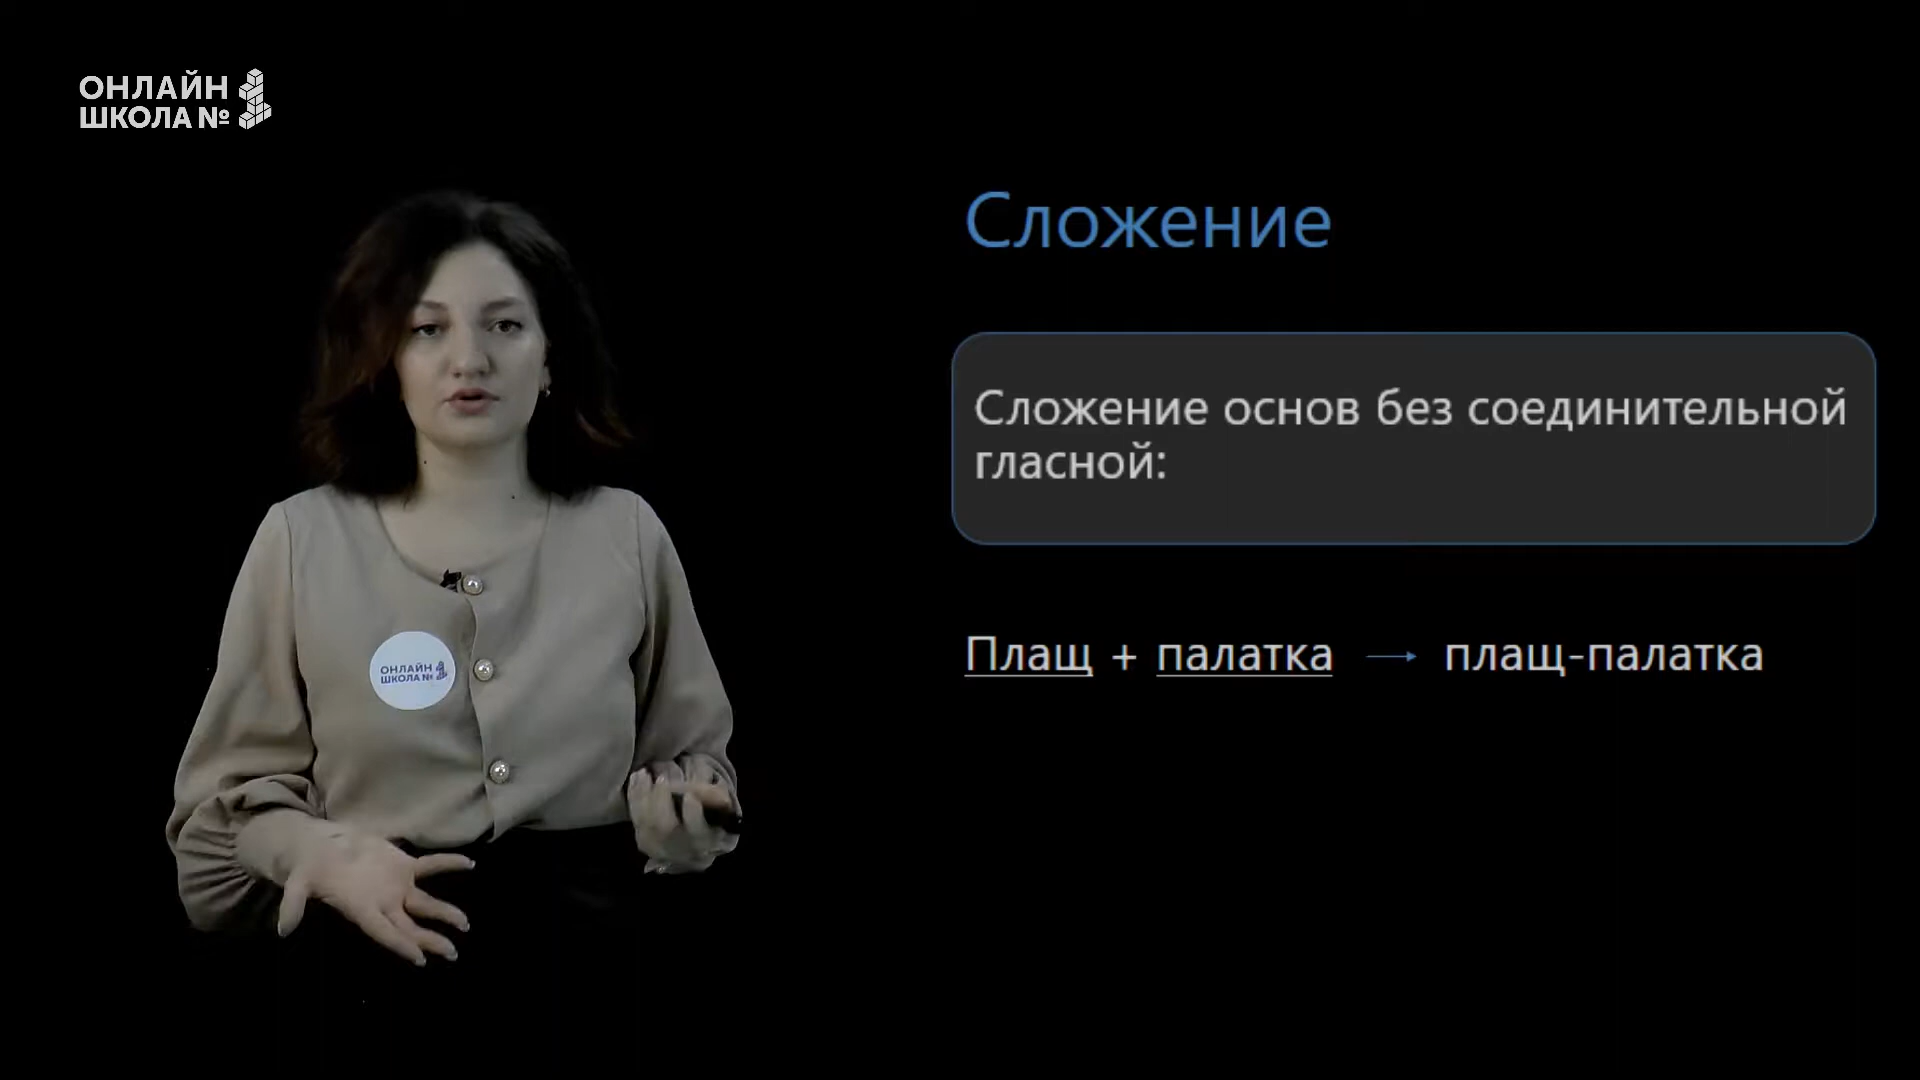 ОНЛАЙН
ШКОЛА №
Сложение
Сложение основ без соединительной
гласной:
Плащ + палатка → плащ-палатка
ОНЛАЙН
ШКОЛА №